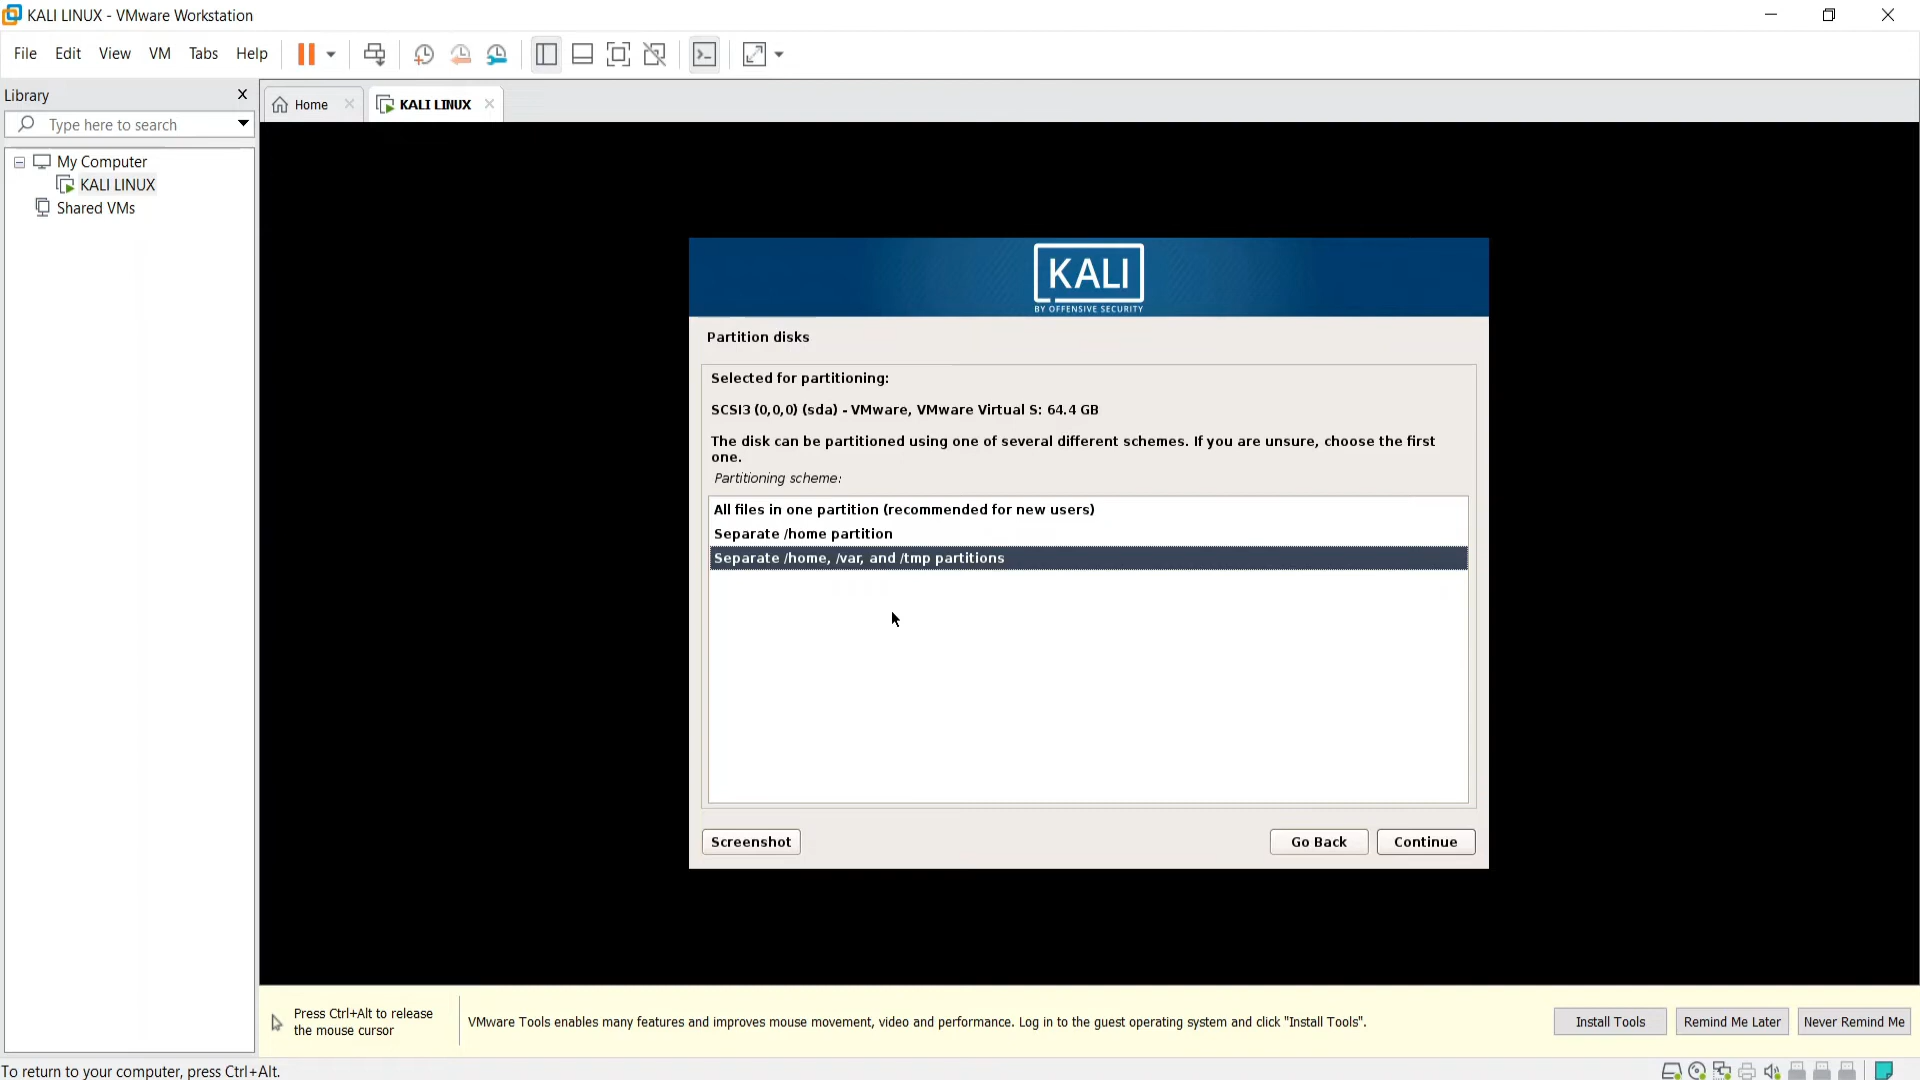 KALI LINUX - VMware Workstation
File Edit View VM Tabs Help
Library
Type here to search
My Computer
KALI LINUX
Shared VMs
Home
KALI LINUX
KALI
BY OFFENSIVE SECURITY
Partition disks
Selected for partitioning:
SCSI3 (0,0,0) (sda) - VMware, VMware Virtual S: 64.4 GB
The disk can be partitioned using one of several different schemes. If you are unsure, choose the first
one.
Partitioning scheme:
All files in one partition (recommended for new users)
Separate /home partition
Separate /home, /var, and /tmp partitions
Screenshot
Go Back
Continue
Press Ctrl+Alt to release
the mouse cursor
VMware Tools enables many features and improves mouse movement, video and performance. Log in to the guest operating system and click "Install Tools".
Install Tools
Remind Me Later
Never Remind Me
To return to your computer, press Ctrl+Alt.